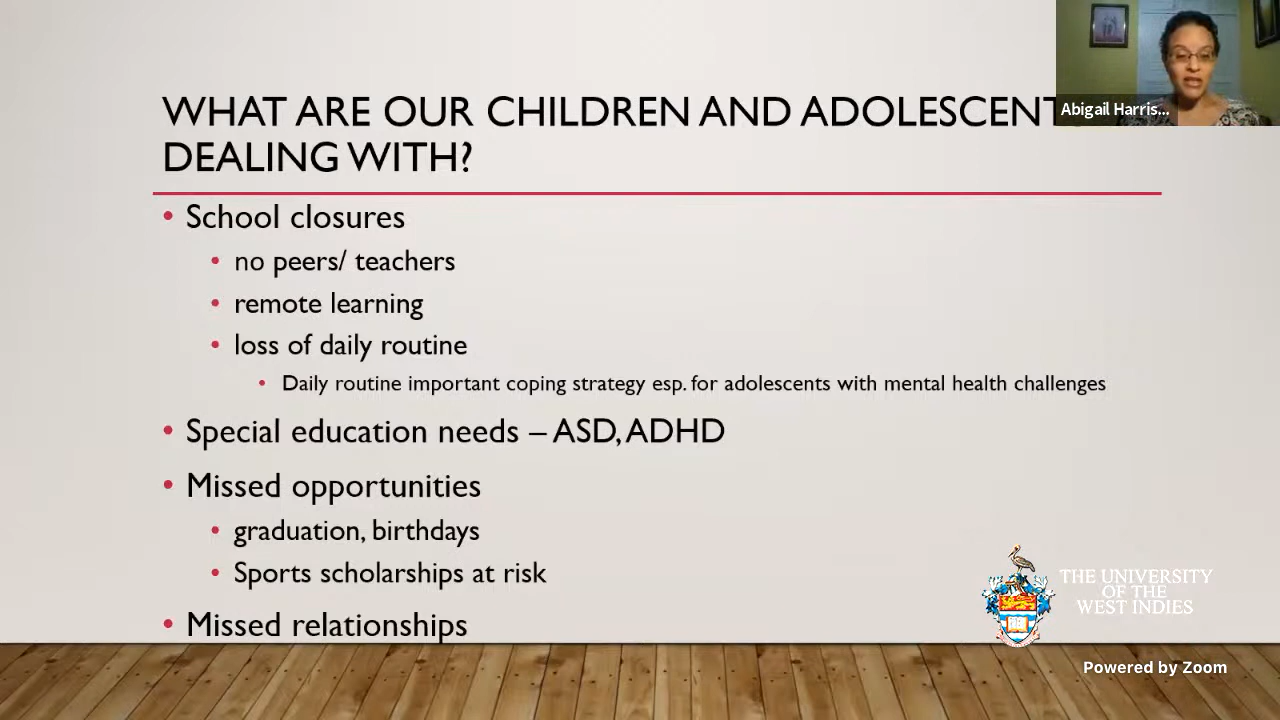 WHAT ARE OUR CHILDREN AND ADOLESCENT
DEALING WITH?
Abigail Harris...
• School closures
• no peers/ teachers
• remote learning
• loss of daily routine
• Daily routine important coping strategy esp. for adolescents with mental health challenges
• Special education needs – ASD, ADHD
• Missed opportunities
• graduation, birthdays
• Sports scholarships at risk
• Missed relationships
THE UNIVERSITY
OF THE
WEST INDIES
Powered by Zoom